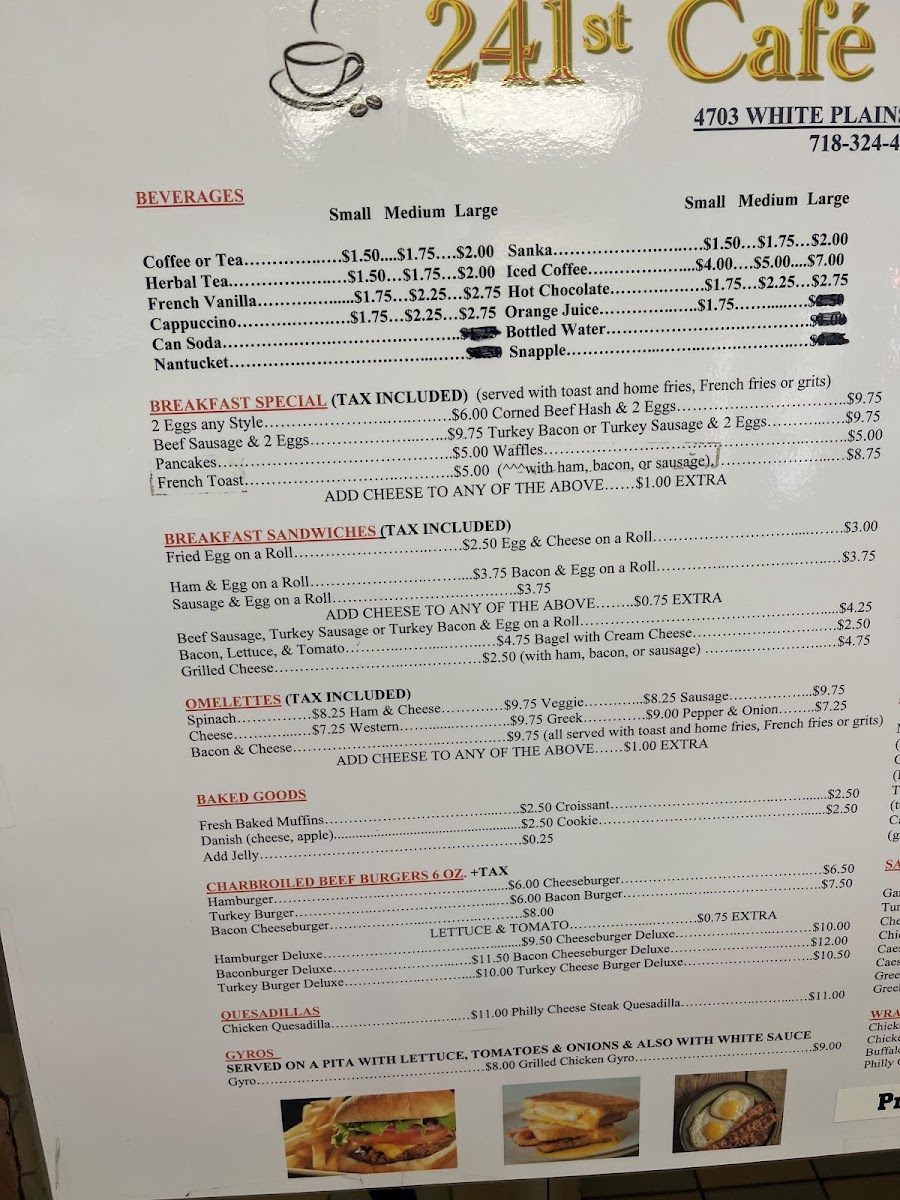 241st Café
4703 WHITE PLAINS
718-324-4
BEVERAGES
Small Medium Large Small Medium Large
Coffee or Tea.....................$1.50....$1.75....$2.00 Sanka.........................$1.50...$1.75...$2.00
Herbal Tea.....................$1.50...$1.75...$2.00 Iced Coffee.....................$4.00....$5.00....$7.00
French Vanilla.....................$1.75...$2.25...$2.75 Hot Chocolate.....................$1.75...$2.25...$2.75
Cappuccino.....................$1.75...$2.25...$2.75 Orange Juice.....................$1.75...............
Can Soda........................................ Bottled Water........................................
Nantucket........................................ Snapple........................................
BREAKFAST SPECIAL (TAX INCLUDED) (served with toast and home fries, French fries or grits)
2 Eggs any Style..............................$6.00 Corned Beef Hash & 2 Eggs..............................$9.75
Beef Sausage & 2 Eggs.....................$9.75 Turkey Bacon or Turkey Sausage & 2 Eggs...............$9.75
Pancakes........................................$5.00 Waffles........................................$5.00
French Toast..............................$5.00 (^^^with ham, bacon, or sausage)....................$8.75
ADD CHEESE TO ANY OF THE ABOVE......$1.00 EXTRA
BREAKFAST SANDWICHES (TAX INCLUDED)
Fried Egg on a Roll.........................$2.50 Egg & Cheese on a Roll..............................$3.00
Ham & Egg on a Roll.........................$3.75 Bacon & Egg on a Roll..............................$3.75
Sausage & Egg on a Roll..............................$3.75
ADD CHEESE TO ANY OF THE ABOVE........$0.75 EXTRA
Beef Sausage, Turkey Sausage or Turkey Bacon & Egg on a Roll..............................$4.25
Bacon, Lettuce, & Tomato.........................$4.75 Bagel with Cream Cheese.........................$2.50
Grilled Cheese..............................$2.50 (with ham, bacon, or sausage) .....................$4.75
OMELETTES (TAX INCLUDED)
Spinach...............$8.25 Ham & Cheese............$9.75 Veggie............$8.25 Sausage...............$9.75
Cheese...............$7.25 Western.....................$9.75 Greek............$9.00 Pepper & Onion.........$7.25
Bacon & Cheese..............................$9.75 (all served with toast and home fries, French fries or grits)
ADD CHEESE TO ANY OF THE ABOVE......$1.00 EXTRA
BAKED GOODS
Fresh Baked Muffins..............................$2.50 Croissant..............................$2.50
Danish (cheese, apple)..............................$2.50 Cookie..............................$2.50
Add Jelly........................................$0.25
CHARBROILED BEEF BURGERS 6 OZ. +TAX
Hamburger........................................$6.00 Cheeseburger..............................$6.50
Turkey Burger..............................$6.00 Bacon Burger..............................$7.50
Bacon Cheeseburger..............................$8.00
LETTUCE & TOMATO.....................$0.75 EXTRA
Hamburger Deluxe..............................$9.50 Cheeseburger Deluxe.....................$10.00
Baconburger Deluxe.....................$11.50 Bacon Cheeseburger Deluxe.....................$12.00
Turkey Burger Deluxe.....................$10.00 Turkey Cheese Burger Deluxe.....................$10.50
QUESADILLAS
Chicken Quesadilla.....................$11.00 Philly Cheese Steak Quesadilla.....................$11.00
GYROS
SERVED ON A PITA WITH LETTUCE, TOMATOES & ONIONS & ALSO WITH WHITE SAUCE
Gyro..............................$8.00 Grilled Chicken Gyro..............................$9.00
SA
Tur
Che
Chi
Caes
Caes
Gree
Greek
WRA
Chick
Chicke
Buffal
Philly